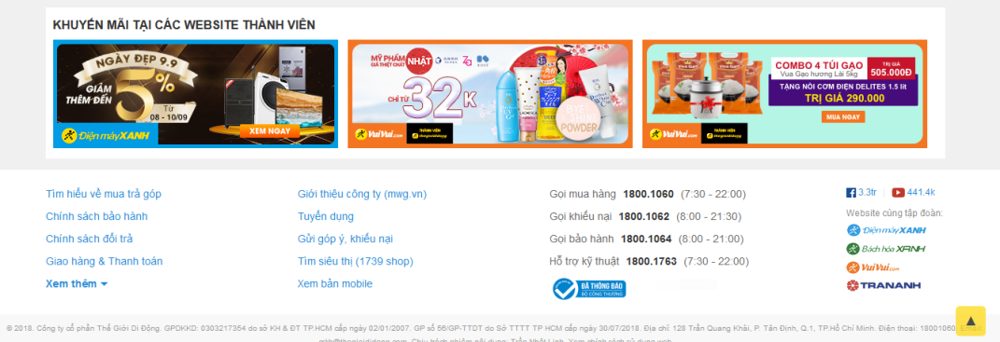 KHUYẾN MÃI TẠI CÁC WEBSITE THÀNH VIÊN
NGÀY ĐẸP 9.9
GIẢM THÊM ĐẾN
5%
Từ 08 - 10/09
XEM NGAY
Điện máy XANH
MỸ PHẨM NHẬT
GIÁ THIỆT CHẤT
Za
KOSÉ
CHỈ TỪ 32K
POWDER
VuiVui.com
THÀNH VIÊN
thegioididong
COMBO 4 TÚI GẠO
Vua Gạo hương Lài 5kg
TRỊ GIÁ
505.000Đ
TẶNG NỒI CƠM ĐIỆN DELITES 1.5 lít
TRỊ GIÁ 290.000
MUA NGAY
VuiVui.com
THÀNH VIÊN
thegioididong
Tìm hiểu về mua trả góp
Chính sách bảo hành
Chính sách đổi trả
Giao hàng & Thanh toán
Xem thêm
Giới thiệu công ty (mwg.vn)
Tuyển dụng
Gửi góp ý, khiếu nại
Tìm siêu thị (1739 shop)
Xem bản mobile
Gọi mua hàng 1800.1060 (7:30 - 22:00)
Gọi khiếu nại 1800.1062 (8:00 - 21:30)
Gọi bảo hành 1800.1064 (8:00 - 21:00)
Hỗ trợ kỹ thuật 1800.1763 (7:30 - 22:00)
ĐÃ THÔNG BÁO
BỘ CÔNG THƯƠNG
3.3tr 441.4k
Website cùng tập đoàn:
Điện máy XANH
Bách hóa XANH
VuiVui.com
TRANANH
© 2018. Công ty cổ phần Thế Giới Di Động. GPDKKD: 0303217354 do sở KH & ĐT TP.HCM cấp ngày 02/01/2007. GP số 56/GP-TTDT do Sở TTTT TP HCM cấp ngày 30/07/2018. Địa chỉ: 128 Trần Quang Khải, P. Tân Định, Q.1, TP.Hồ Chí Minh. Điện thoại: 18001060. Email: